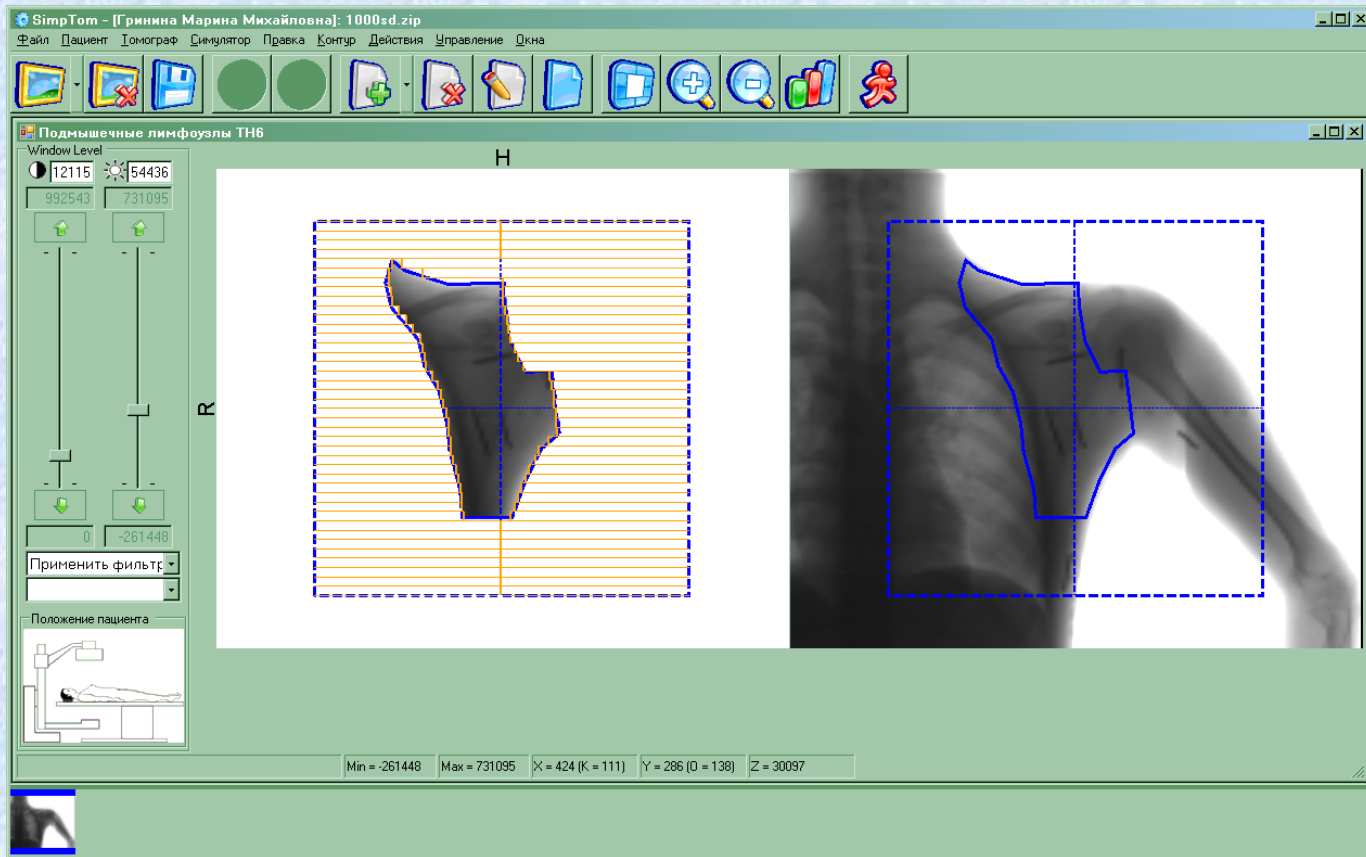 SimpTom - [Гринина Марина Михайловна]: 1000sd.zip
Файл Пациент Томограф Симулятор Правка Контур Действия Управление Окна
Подмышечные лимфоузлы ТН6
Window Level
12115 54436
992543 731095
0 -261448
Применить фильтр
Положение пациента
H
R
Min = -261448 Max = 731095 X = 424 (K = 111) Y = 286 (O = 138) Z = 30097